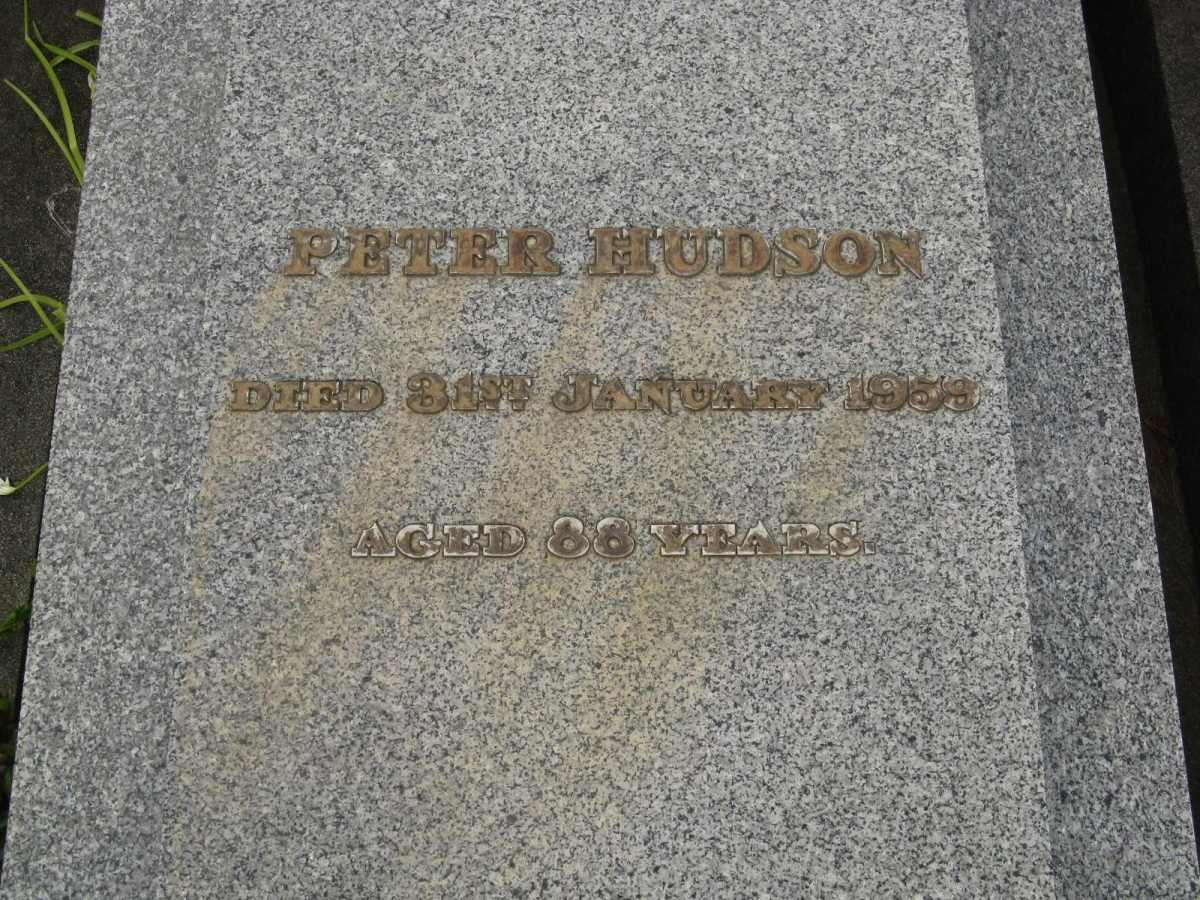 PETER HUDSON
DIED 31ST JANUARY 1959
AGED 88 YEARS.